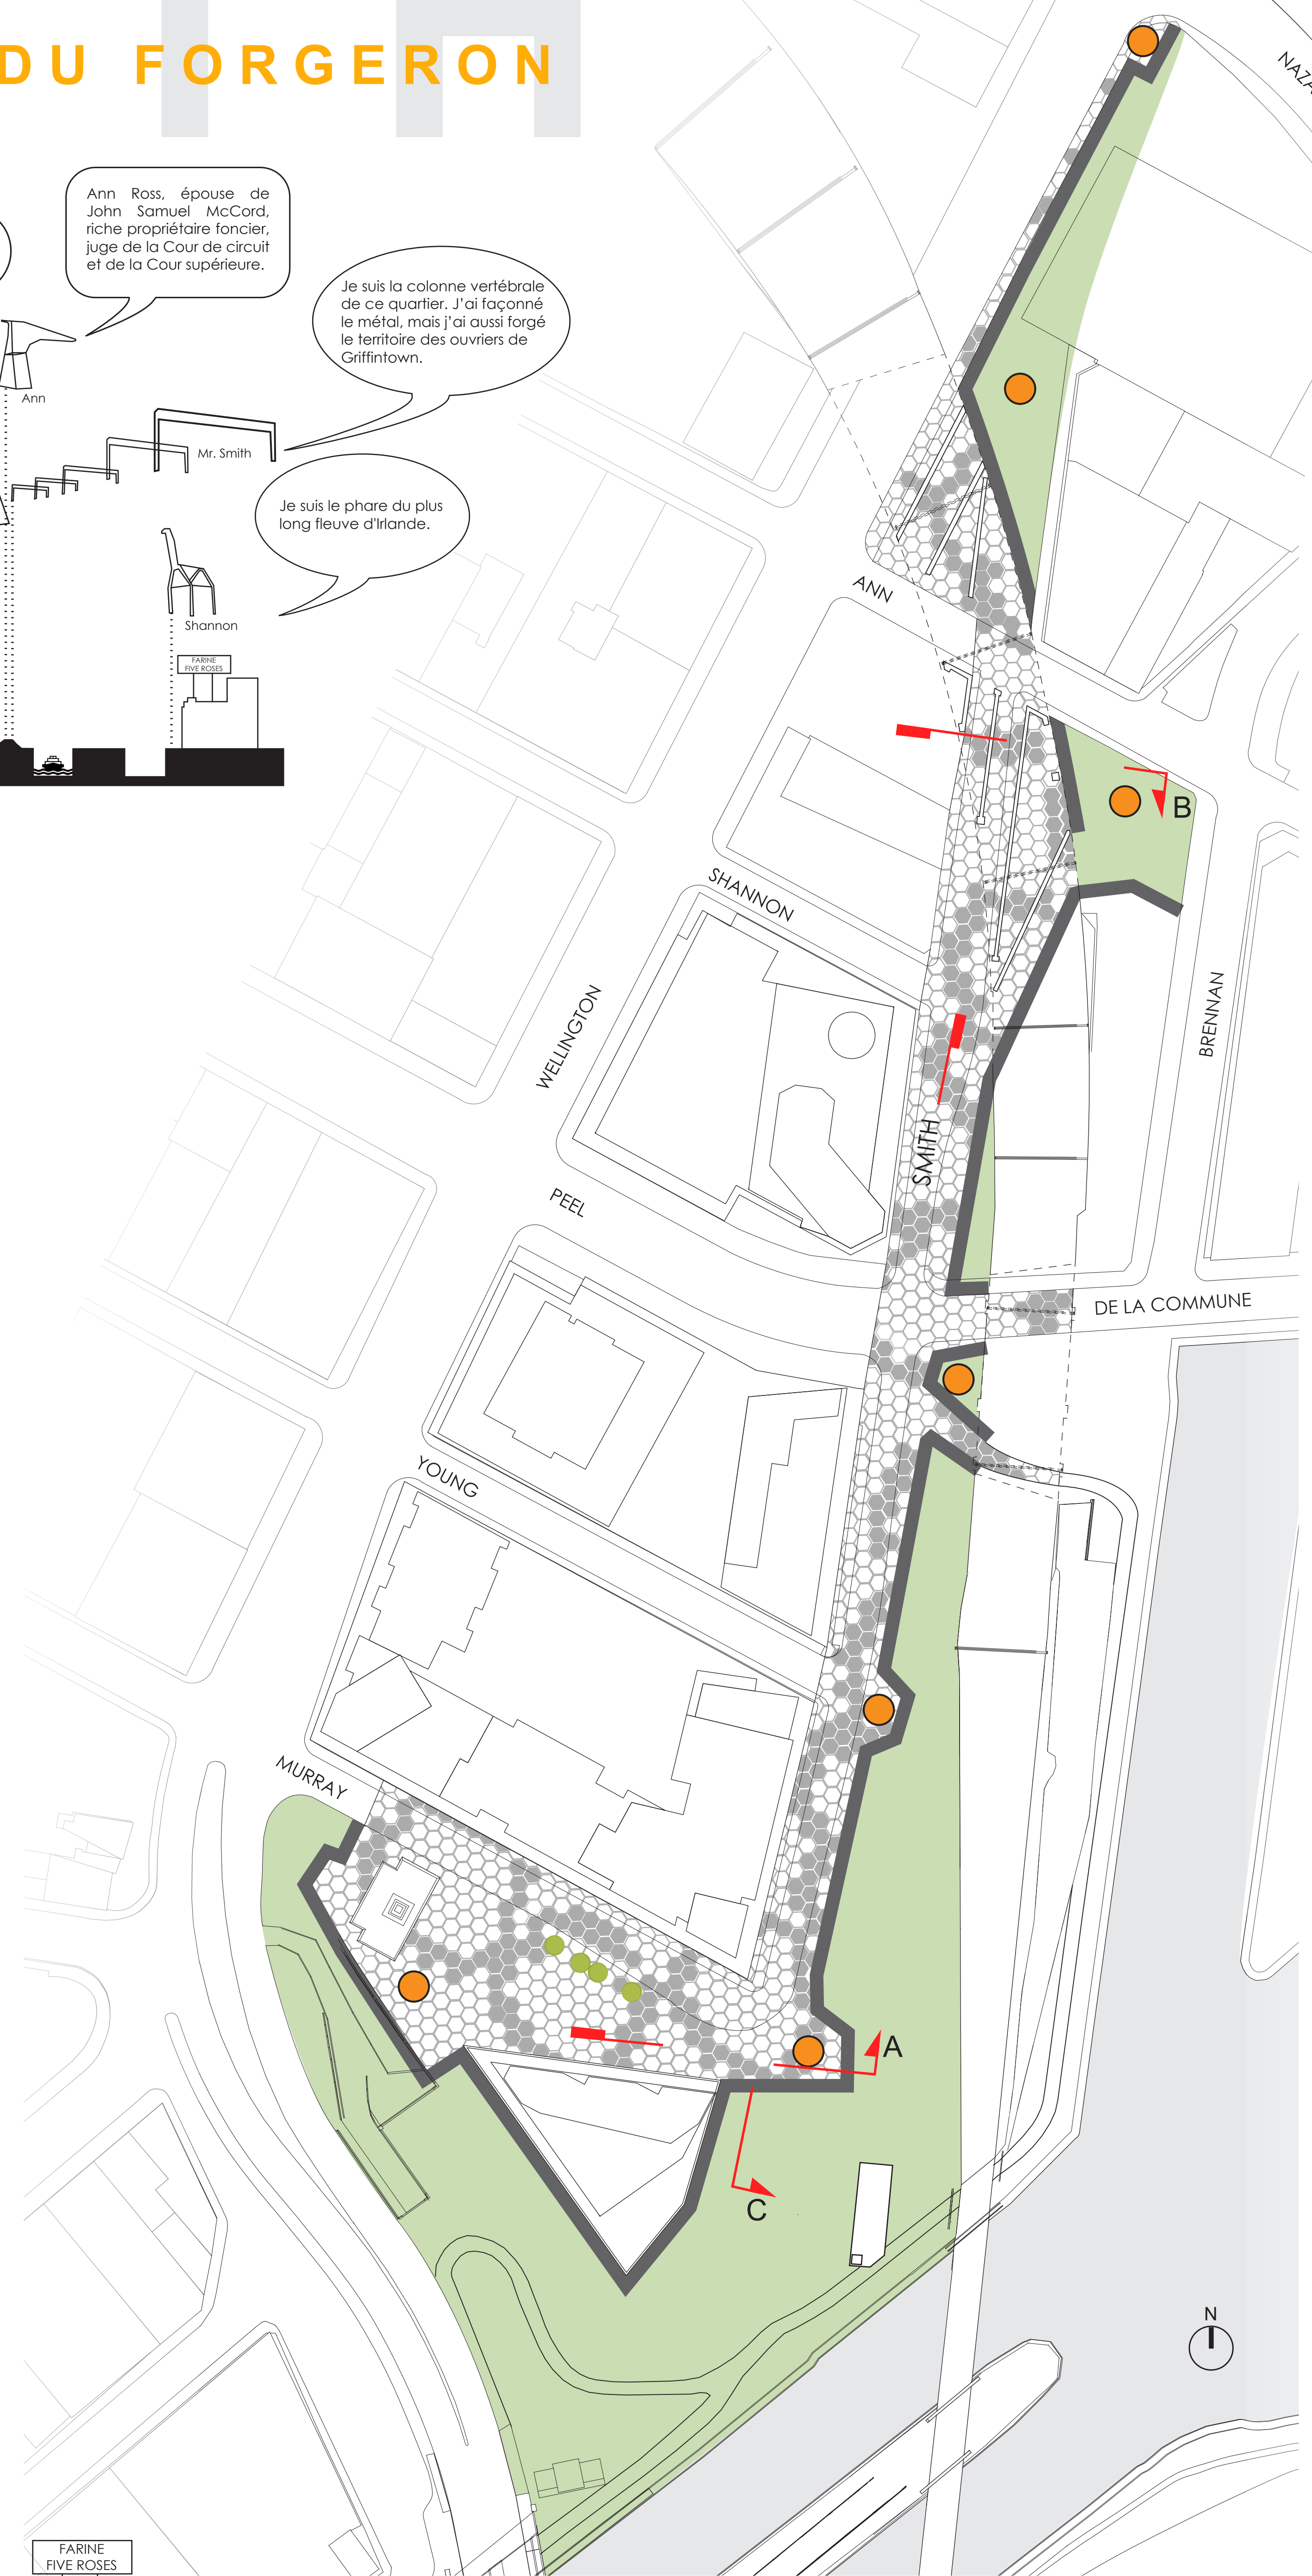 DU FORGERON
Ann Ross, épouse de
John Samuel McCord,
riche propriétaire foncier,
juge de la Cour de circuit
et de la Cour supérieure.
Ann
Je suis la colonne vertébrale
de ce quartier. J'ai façonné
le métal, mais j'ai aussi forgé
le territoire des ouvriers de
Griffintown.
Mr. Smith
Je suis le phare du plus
long fleuve d'Irlande.
Shannon
FARINE
FIVE ROSES
ANN
B
SHANNON
WELLINGTON
BRENNAN
SMITH
PEEL
DE LA COMMUNE
YOUNG
MURRAY
A
C
N
FARINE
FIVE ROSES